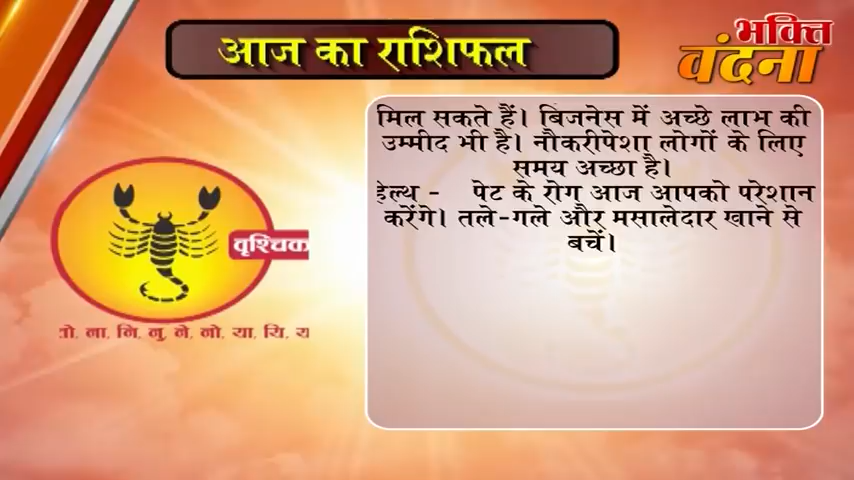 आज का राशिफल
भक्ति
वंदना
मिल सकते हैं। बिजनेस में अच्छे लाभ की
उम्मीद भी है। नौकरीपेशा लोगों के लिए
समय अच्छा है।
हेल्थ - पेट के रोग आज आपको परेशान
करेंगे। तले-गले और मसालेदार खाने से
बचें।
वृश्चिक
ना, नि, नु, ने, नो, या, यि,